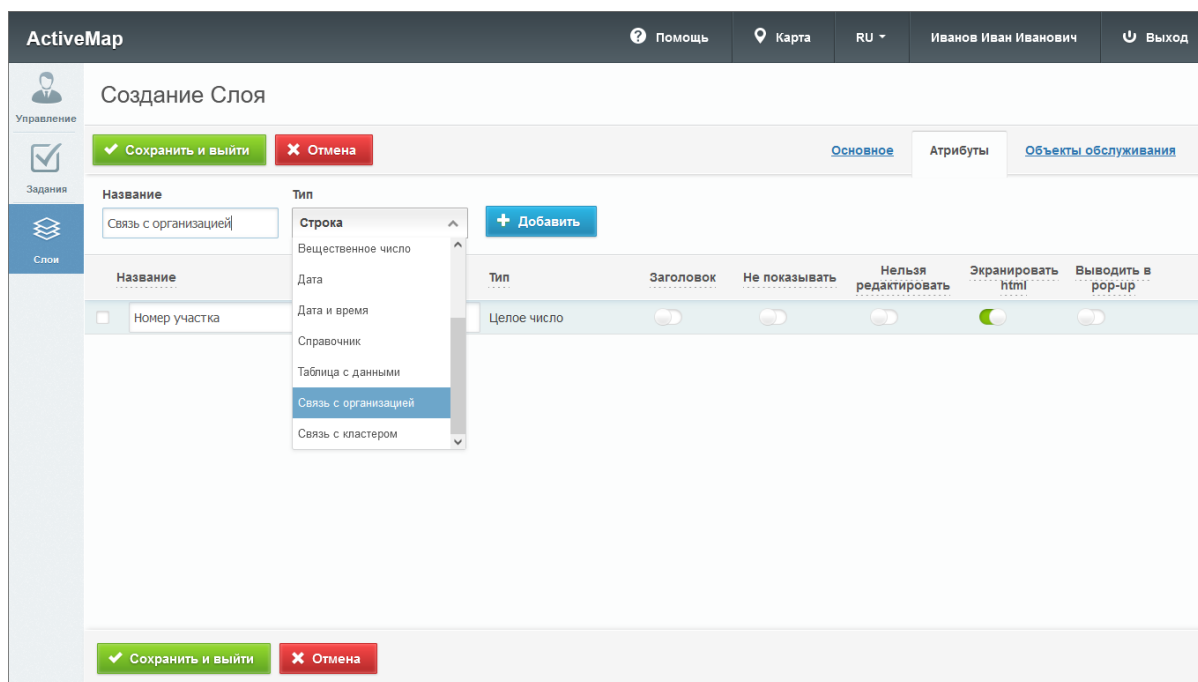 ActiveMap
Помощь
Карта
RU
Иванов Иван Иванович
Выход
Управление
Задания
Слои
Создание Слоя
Сохранить и выйти
Отмена
Основное
Атрибуты
Объекты обслуживания
Название
Тип
Связь с организацией
Строка
Добавить
Вещественное число
Дата
Дата и время
Справочник
Таблица с данными
Связь с организацией
Связь с кластером
Название
Тип
Заголовок
Не показывать
Нельзя
редактировать
Экранировать
html
Выводить в
pop-up
Номер участка
Целое число
Сохранить и выйти
Отмена